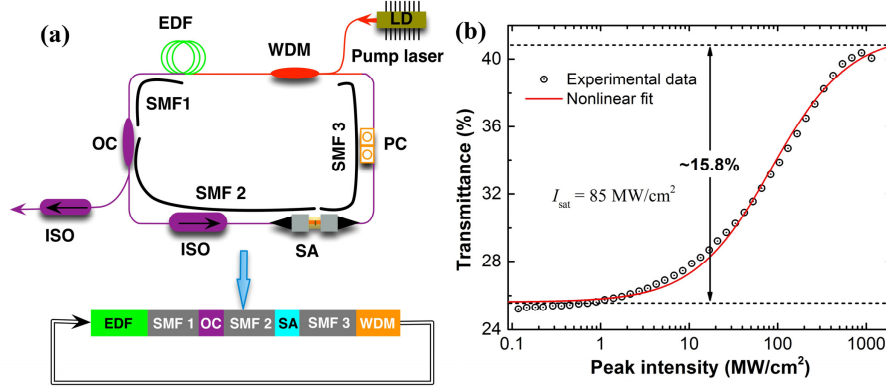 (a)
EDF
WDM
LD
Pump laser
SMF1
OC
SMF 3
PC
SMF 2
ISO
ISO
SA
EDF SMF 1 OC SMF 2 SA SMF 3 WDM
(b)
Transmittance (%)
40
36
32
28
24
Experimental data
Nonlinear fit
~15.8%
Isat = 85 MW/cm²
0.1 1 10 100 1000
Peak intensity (MW/cm²)